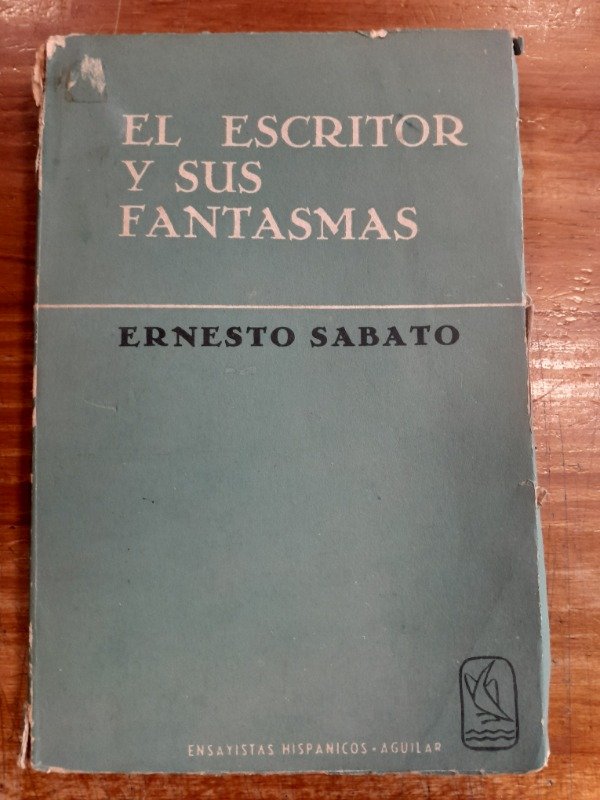 EL ESCRITOR
Y SUS
FANTASMAS
ERNESTO SABATO
ENSAYISTAS HISPANICOS - AGUILAR